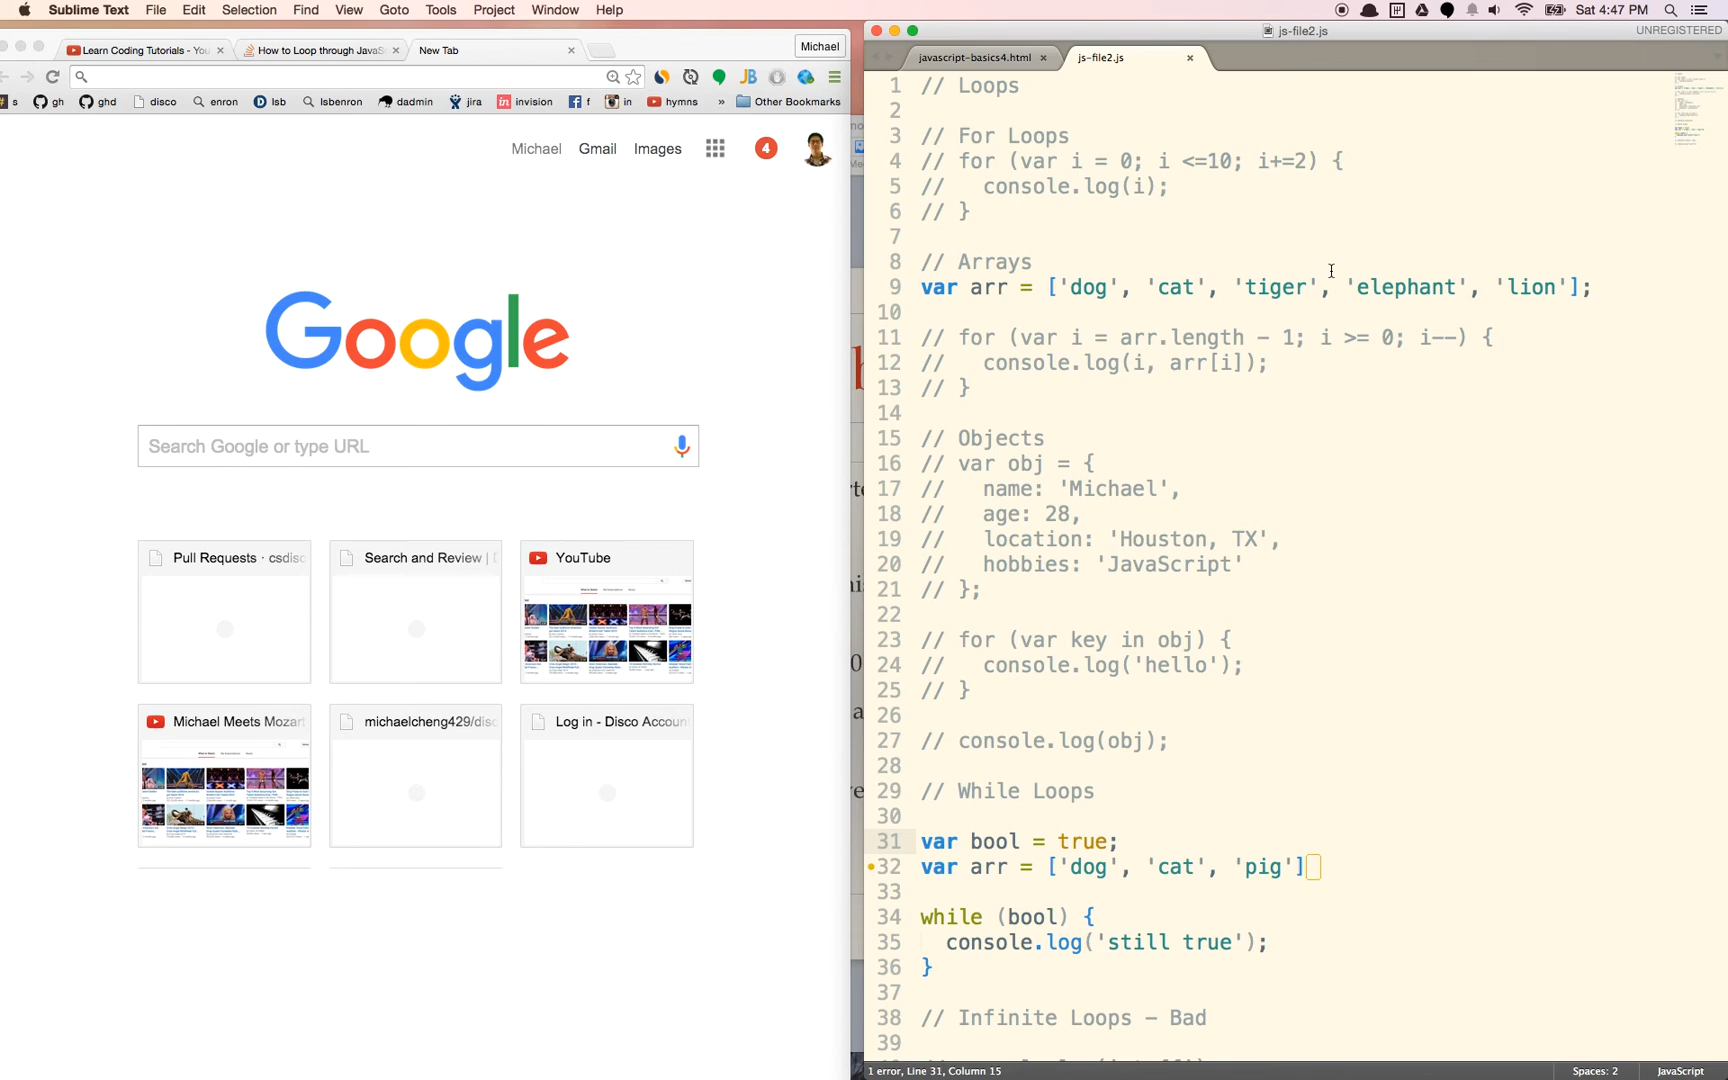 Sublime Text File Edit Selection Find View Goto Tools Project Window Help Sat 4:47 PM
Learn Coding Tutorials - You
How to Loop through JavaS
New Tab
Michael
s gh ghd disco enron lsb lsbenron dadmin jira invision f in hymns » Other Bookmarks
Michael Gmail Images 4
Google
Search Google or type URL
Pull Requests · csdisc
Search and Review |
YouTube
Michael Meets Mozart
michaelcheng429/disc
Log in - Disco Account
js-file2.js
UNREGISTERED
javascript-basics4.html
js-file2.js
1 // Loops
2
3 // For Loops
4 // for (var i = 0; i <=10; i+=2) {
5 //   console.log(i);
6 // }
7
8 // Arrays
9 var arr = ['dog', 'cat', 'tiger', 'elephant', 'lion'];
10
11 // for (var i = arr.length - 1; i >= 0; i--) {
12 //   console.log(i, arr[i]);
13 // }
14
15 // Objects
16 // var obj = {
17 //   name: 'Michael',
18 //   age: 28,
19 //   location: 'Houston, TX',
20 //   hobbies: 'JavaScript'
21 // };
22
23 // for (var key in obj) {
24 //   console.log('hello');
25 // }
26
27 // console.log(obj);
28
29 // While Loops
30
31 var bool = true;
32 var arr = ['dog', 'cat', 'pig']
33
34 while (bool) {
35   console.log('still true');
36 }
37
38 // Infinite Loops - Bad
39
1 error, Line 31, Column 15
Spaces: 2
JavaScript